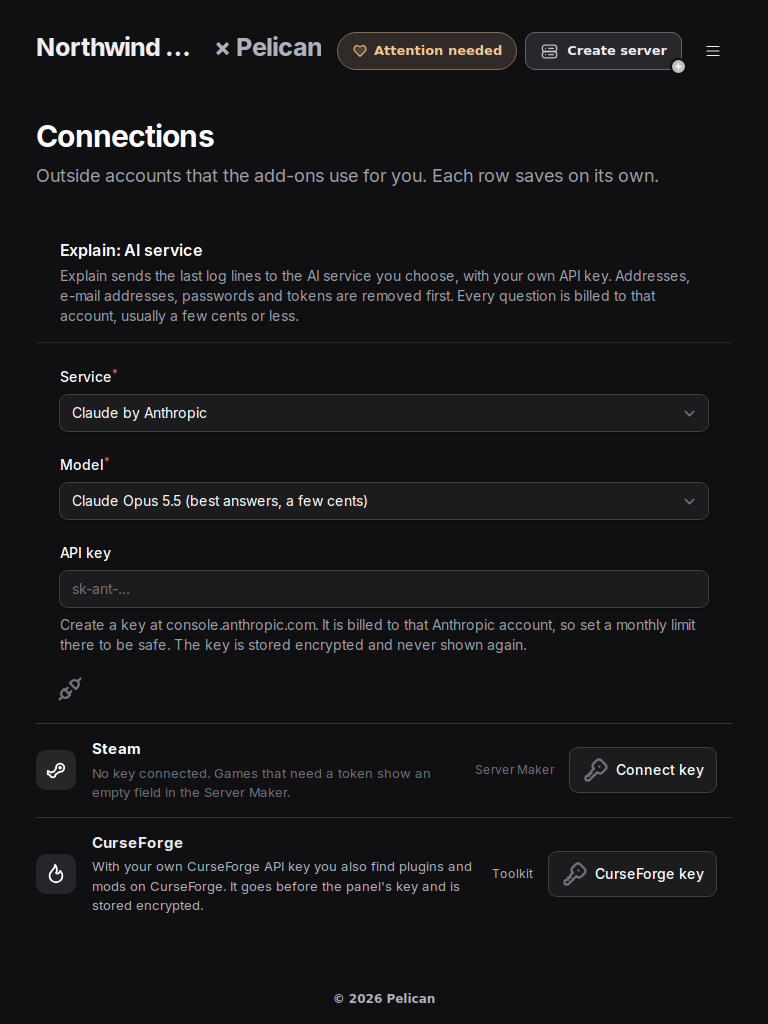 Northwind ... × Pelican
Attention needed
Create server
Connections
Outside accounts that the add-ons use for you. Each row saves on its own.
Explain: AI service
Explain sends the last log lines to the AI service you choose, with your own API key. Addresses,
e-mail addresses, passwords and tokens are removed first. Every question is billed to that
account, usually a few cents or less.
Service*
Claude by Anthropic
Model*
Claude Opus 5.5 (best answers, a few cents)
API key
sk-ant-...
Create a key at console.anthropic.com. It is billed to that Anthropic account, so set a monthly limit
there to be safe. The key is stored encrypted and never shown again.
Steam
No key connected. Games that need a token show an
empty field in the Server Maker.
Server Maker
Connect key
CurseForge
With your own CurseForge API key you also find plugins and
mods on CurseForge. It goes before the panel's key and is
stored encrypted.
Toolkit
CurseForge key
© 2026 Pelican